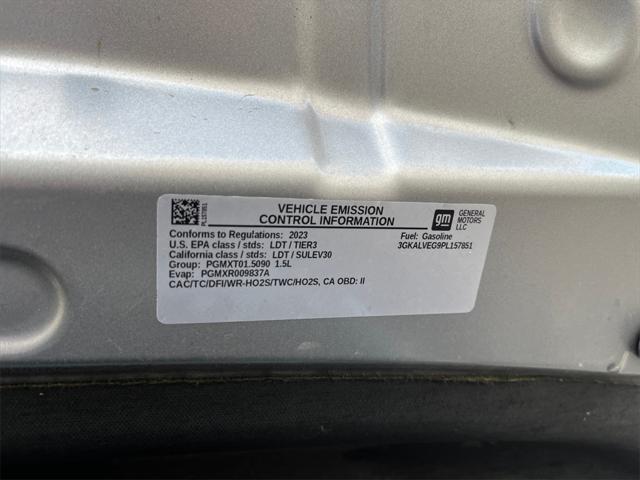 PL157851
VEHICLE EMISSION
CONTROL INFORMATION
gm
GENERAL
MOTORS
LLC
Conforms to Regulations: 2023
Fuel: Gasoline
U.S. EPA class / stds: LDT / TIER3
3GKALVEG9PL157851
California class / stds: LDT / SULEV30
Group: PGMXT01.5090 1.5L
Evap: PGMXR009837A
CAC/TC/DFI/WR-HO2S/TWC/HO2S, CA OBD: II